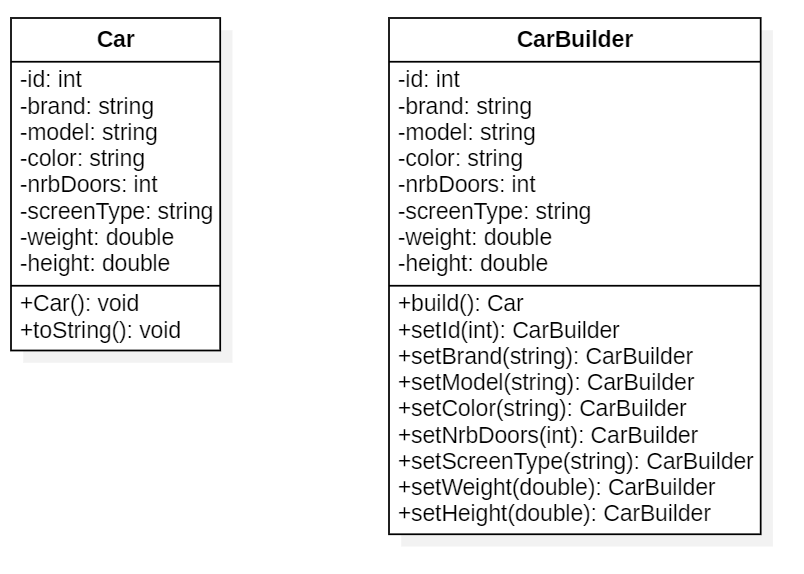 Car
-id: int
-brand: string
-model: string
-color: string
-nrbDoors: int
-screenType: string
-weight: double
-height: double
+Car(): void
+toString(): void
CarBuilder
-id: int
-brand: string
-model: string
-color: string
-nrbDoors: int
-screenType: string
-weight: double
-height: double
+build(): Car
+setId(int): CarBuilder
+setBrand(string): CarBuilder
+setModel(string): CarBuilder
+setColor(string): CarBuilder
+setNrbDoors(int): CarBuilder
+setScreenType(string): CarBuilder
+setWeight(double): CarBuilder
+setHeight(double): CarBuilder